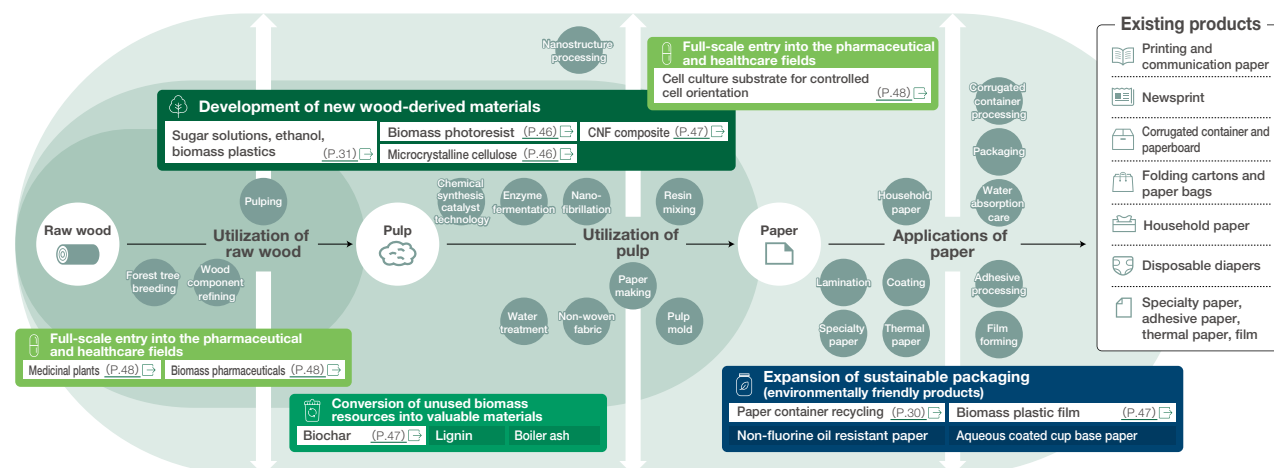 Nanostructure
processing
Full-scale entry into the pharmaceutical
and healthcare fields
Cell culture substrate for controlled
cell orientation (P.48)
Development of new wood-derived materials
Sugar solutions, ethanol,
biomass plastics (P.31)
Biomass photoresist (P.46)
CNF composite (P.47)
Microcrystalline cellulose (P.46)
Corrugated
container
processing
Packaging
Water
absorption
care
Household
paper
Pulping
Chemical
synthesis
catalyst
technology
Enzyme
fermentation
Nano-
fibrillation
Resin
mixing
Raw wood
Utilization of
raw wood
Pulp
Utilization of
pulp
Paper
Applications of
paper
Forest tree
breeding
Wood
component
refining
Paper
making
Water
treatment
Non-woven
fabric
Pulp
mold
Lamination
Coating
Adhesive
processing
Specialty
paper
Thermal
paper
Film
forming
Full-scale entry into the pharmaceutical
and healthcare fields
Medicinal plants (P.48)
Biomass pharmaceuticals (P.48)
Conversion of unused biomass
resources into valuable materials
Biochar (P.47)
Lignin
Boiler ash
Expansion of sustainable packaging
(environmentally friendly products)
Paper container recycling (P.30)
Biomass plastic film (P.47)
Non-fluorine oil resistant paper
Aqueous coated cup base paper
Existing products
Printing and
communication paper
Newsprint
Corrugated container and
paperboard
Folding cartons and
paper bags
Household paper
Disposable diapers
Specialty paper,
adhesive paper,
thermal paper, film